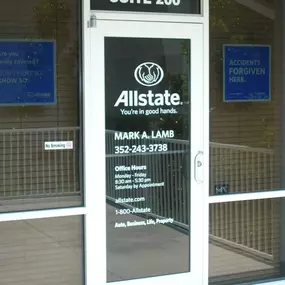 SUITE 200
Allstate.
You're in good hands.
MARK A. LAMB
352-243-3738
Office Hours
Monday - Friday
8:30 am - 5:30 pm
Saturday by Appointment
allstate.com
1-800-Allstate
Auto, Business, Life, Property
No Smoking
ACCIDENTS
FORGIVEN
HERE.